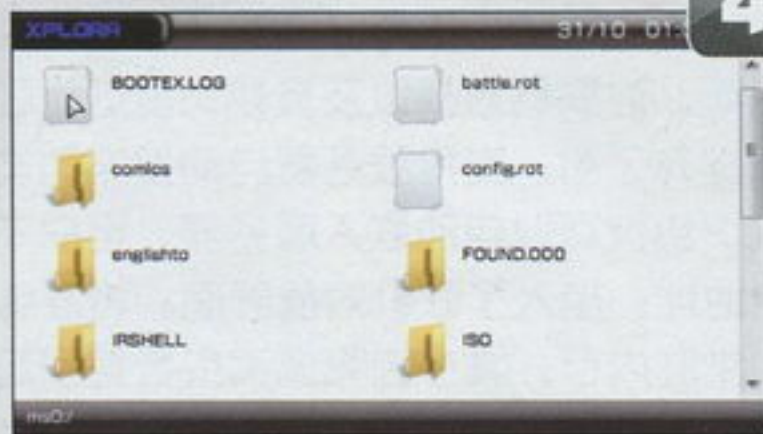 XPLORA
31/10 01:
4
BOOTEX.LOG
battle.rot
comics
config.rot
englishto
FOUND.000
IRSHELL
ISO
ms0:/